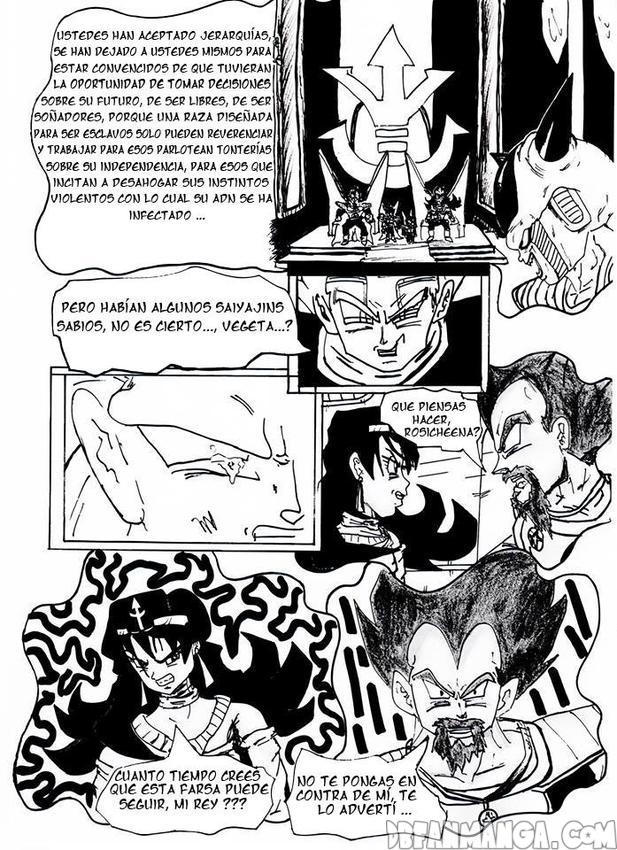 USTEDES HAN ACEPTADO JERARQUÍAS,
SE HAN DEJADO A USTEDES MISMOS PARA
ESTAR CONVENCIDOS DE QUE TUVIERAN
LA OPORTUNIDAD DE TOMAR DECISIONES
SOBRE SU FUTURO, DE SER LIBRES, DE SER
SOÑADORES, PORQUE UNA RAZA DISEÑADA
PARA SER ESCLAVOS SOLO PUEDEN REVERENCIAR
Y TRABAJAR PARA ESOS PARLOTEAN TONTERÍAS
SOBRE SU INDEPENDENCIA, PARA ESOS QUE
INCITAN A DESAHOGAR SUS INSTINTOS
VIOLENTOS CON LO CUAL SU ADN SE HA
INFECTADO ...
PERO HABÍAN ALGUNOS SAIYAJINS
SABIOS, NO ES CIERTO..., VEGETA...?
QUE PIENSAS
HACER,
ROSICHEENA?
CUANTO TIEMPO CREES
QUE ESTA FARSA PUEDE
SEGUIR, MI REY ???
NO TE PONGAS EN
CONTRA DE MÍ, TE
LO ADVERTÍ ...
DBFANMANGA.COM